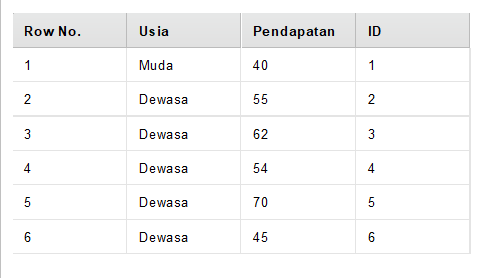 Row No. Usia Pendapatan ID
1 Muda 40 1
2 Dewasa 55 2
3 Dewasa 62 3
4 Dewasa 54 4
5 Dewasa 70 5
6 Dewasa 45 6